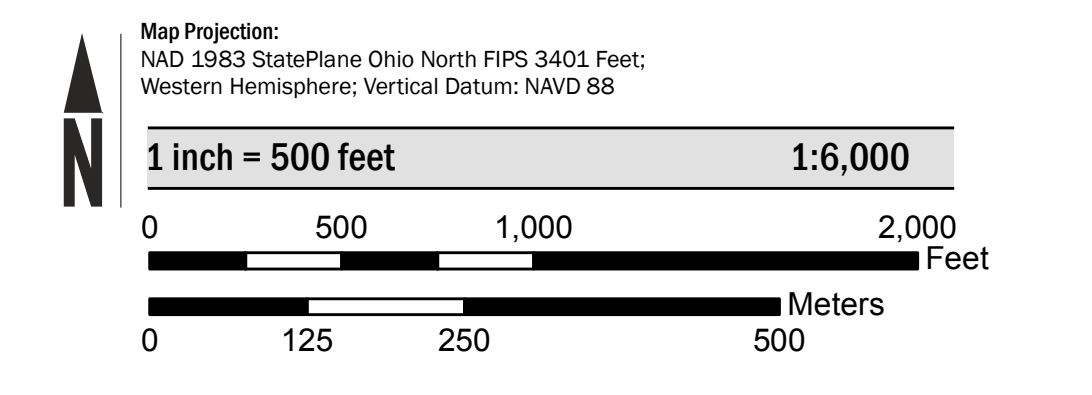 Map Projection:
NAD 1983 StatePlane Ohio North FIPS 3401 Feet;
Western Hemisphere; Vertical Datum: NAVD 88
N
1 inch = 500 feet 1:6,000
0 500 1,000 2,000
Feet
Meters
0 125 250 500